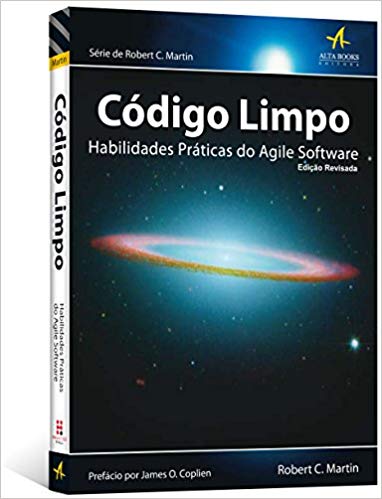 Série de Robert C. Martin
ALTA BOOKS
EDITORA
Código Limpo
Habilidades Práticas do Agile Software
Edição Revisada
Prefácio por James O. Coplien
Robert C. Martin
Martin
Código Limpo
Habilidades Práticas
do Agile Software